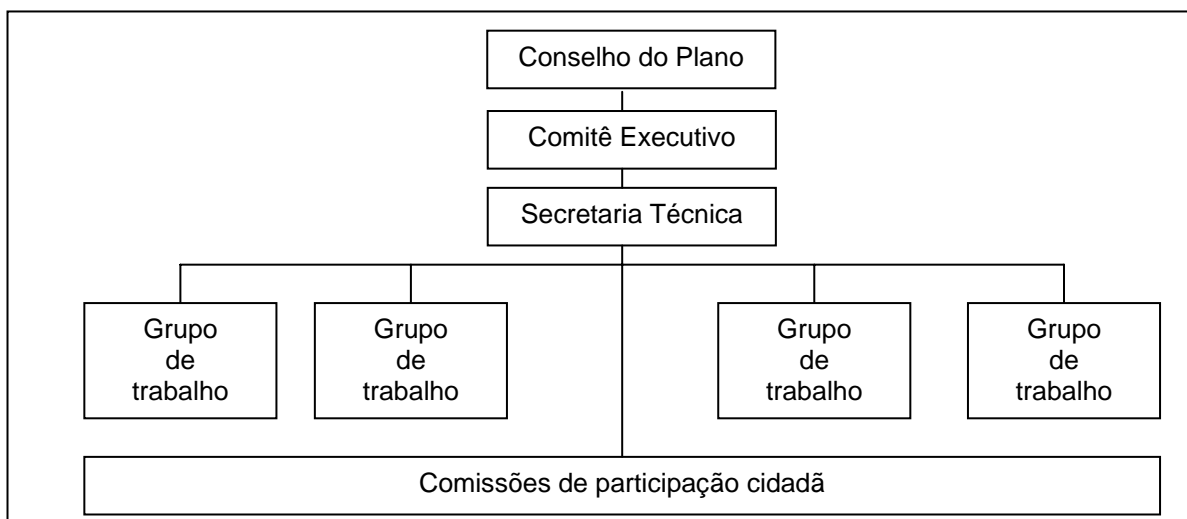 Conselho do Plano
Comitê Executivo
Secretaria Técnica
Grupo
de
trabalho
Grupo
de
trabalho
Grupo
de
trabalho
Grupo
de
trabalho
Comissões de participação cidadã